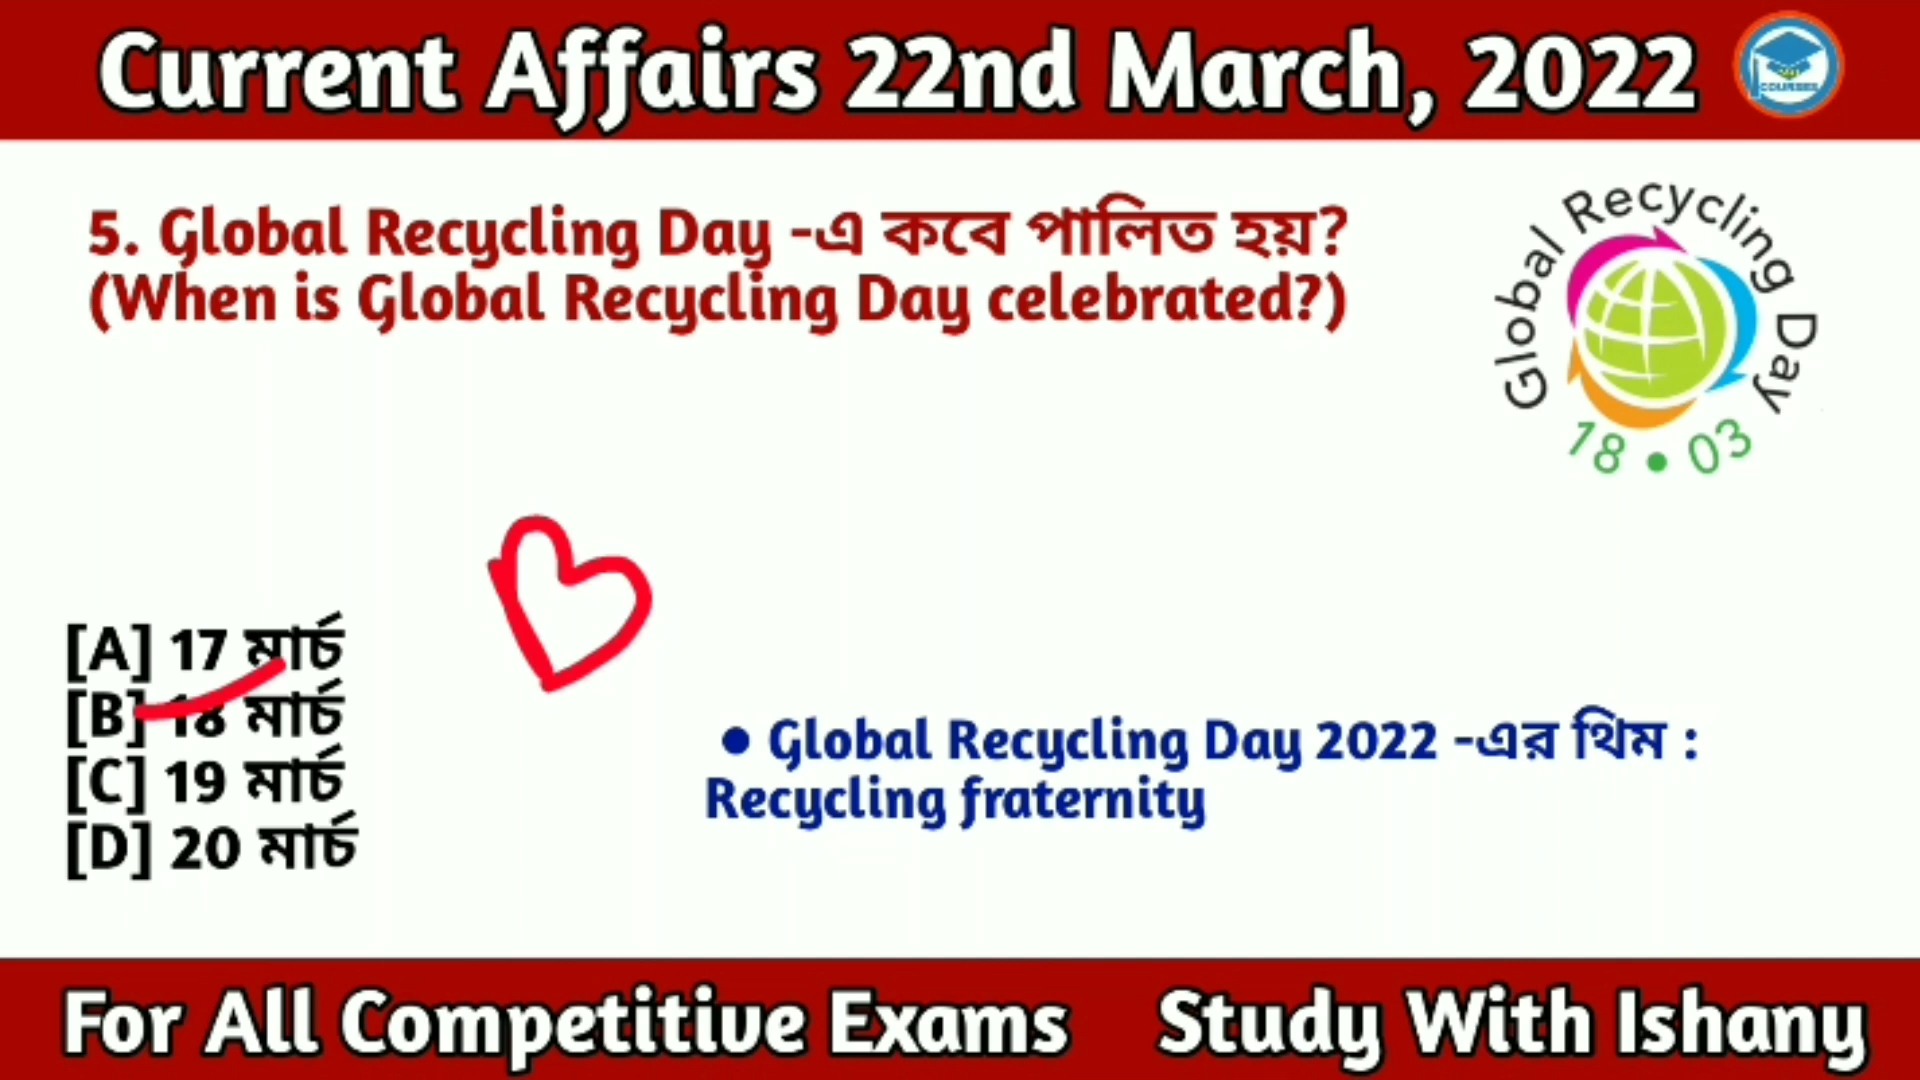 Current Affairs 22nd March, 2022
COURSES
5. Global Recycling Day -এ কবে পালিত হয়?
(When is Global Recycling Day celebrated?)
Global Recycling Day
18 • 03
[A] 17 মার্চ
[B] 18 মার্চ
[C] 19 মার্চ
[D] 20 মার্চ
• Global Recycling Day 2022 -এর থিম :
Recycling fraternity
For All Competitive Exams Study With Ishany